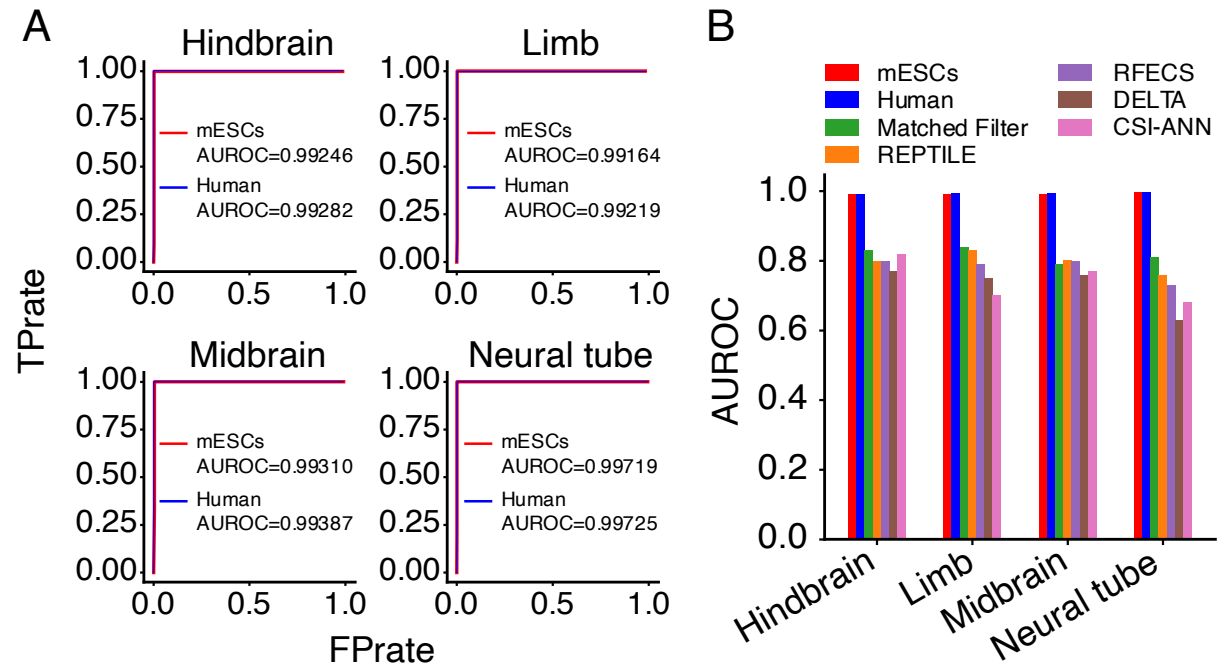 A
Hindbrain
1.00
0.75
0.50
0.25
0.00
mESCs
AUROC=0.99246
Human
AUROC=0.99282
0.0 0.5 1.0
Limb
1.00
0.75
0.50
0.25
0.00
mESCs
AUROC=0.99164
Human
AUROC=0.99219
0.0 0.5 1.0
TPrate
Midbrain
1.00
0.75
0.50
0.25
0.00
mESCs
AUROC=0.99310
Human
AUROC=0.99387
0.0 0.5 1.0
Neural tube
1.00
0.75
0.50
0.25
0.00
mESCs
AUROC=0.99719
Human
AUROC=0.99725
0.0 0.5 1.0
FPrate
B
mESCs
Human
Matched Filter
REPTILE
RFECS
DELTA
CSI-ANN
AUROC
1.0
0.8
0.6
0.4
0.2
0.0
Hindbrain
Limb
Midbrain
Neural tube